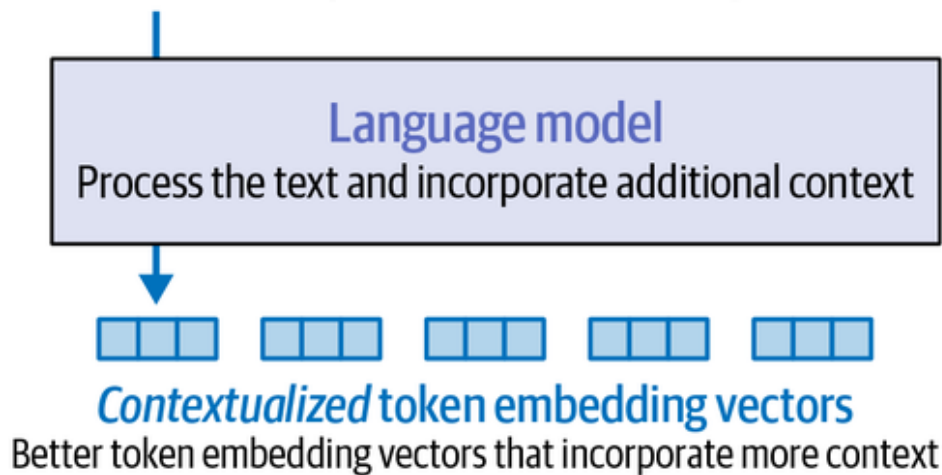 Language model
Process the text and incorporate additional context
Contextualized token embedding vectors
Better token embedding vectors that incorporate more context